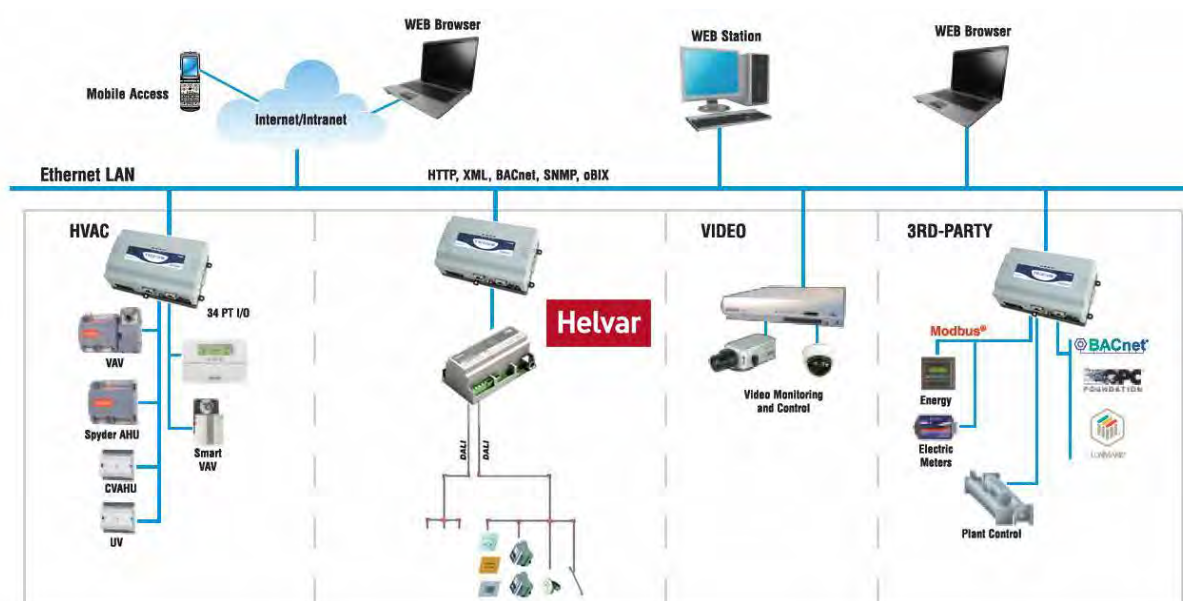 WEB Browser
Mobile Access
Internet/Intranet
WEB Station
WEB Browser
Ethernet LAN
HTTP, XML, BACnet, SNMP, oBIX
HVAC
34 PT I/O
VAV
Spyder AHU
Smart
VAV
CVAHU
UV
Helvar
DALI
DALI
VIDEO
Video Monitoring
and Control
3RD-PARTY
Modbus®
Energy
Electric
Meters
Plant Control
BACnet
OPC
FOUNDATION